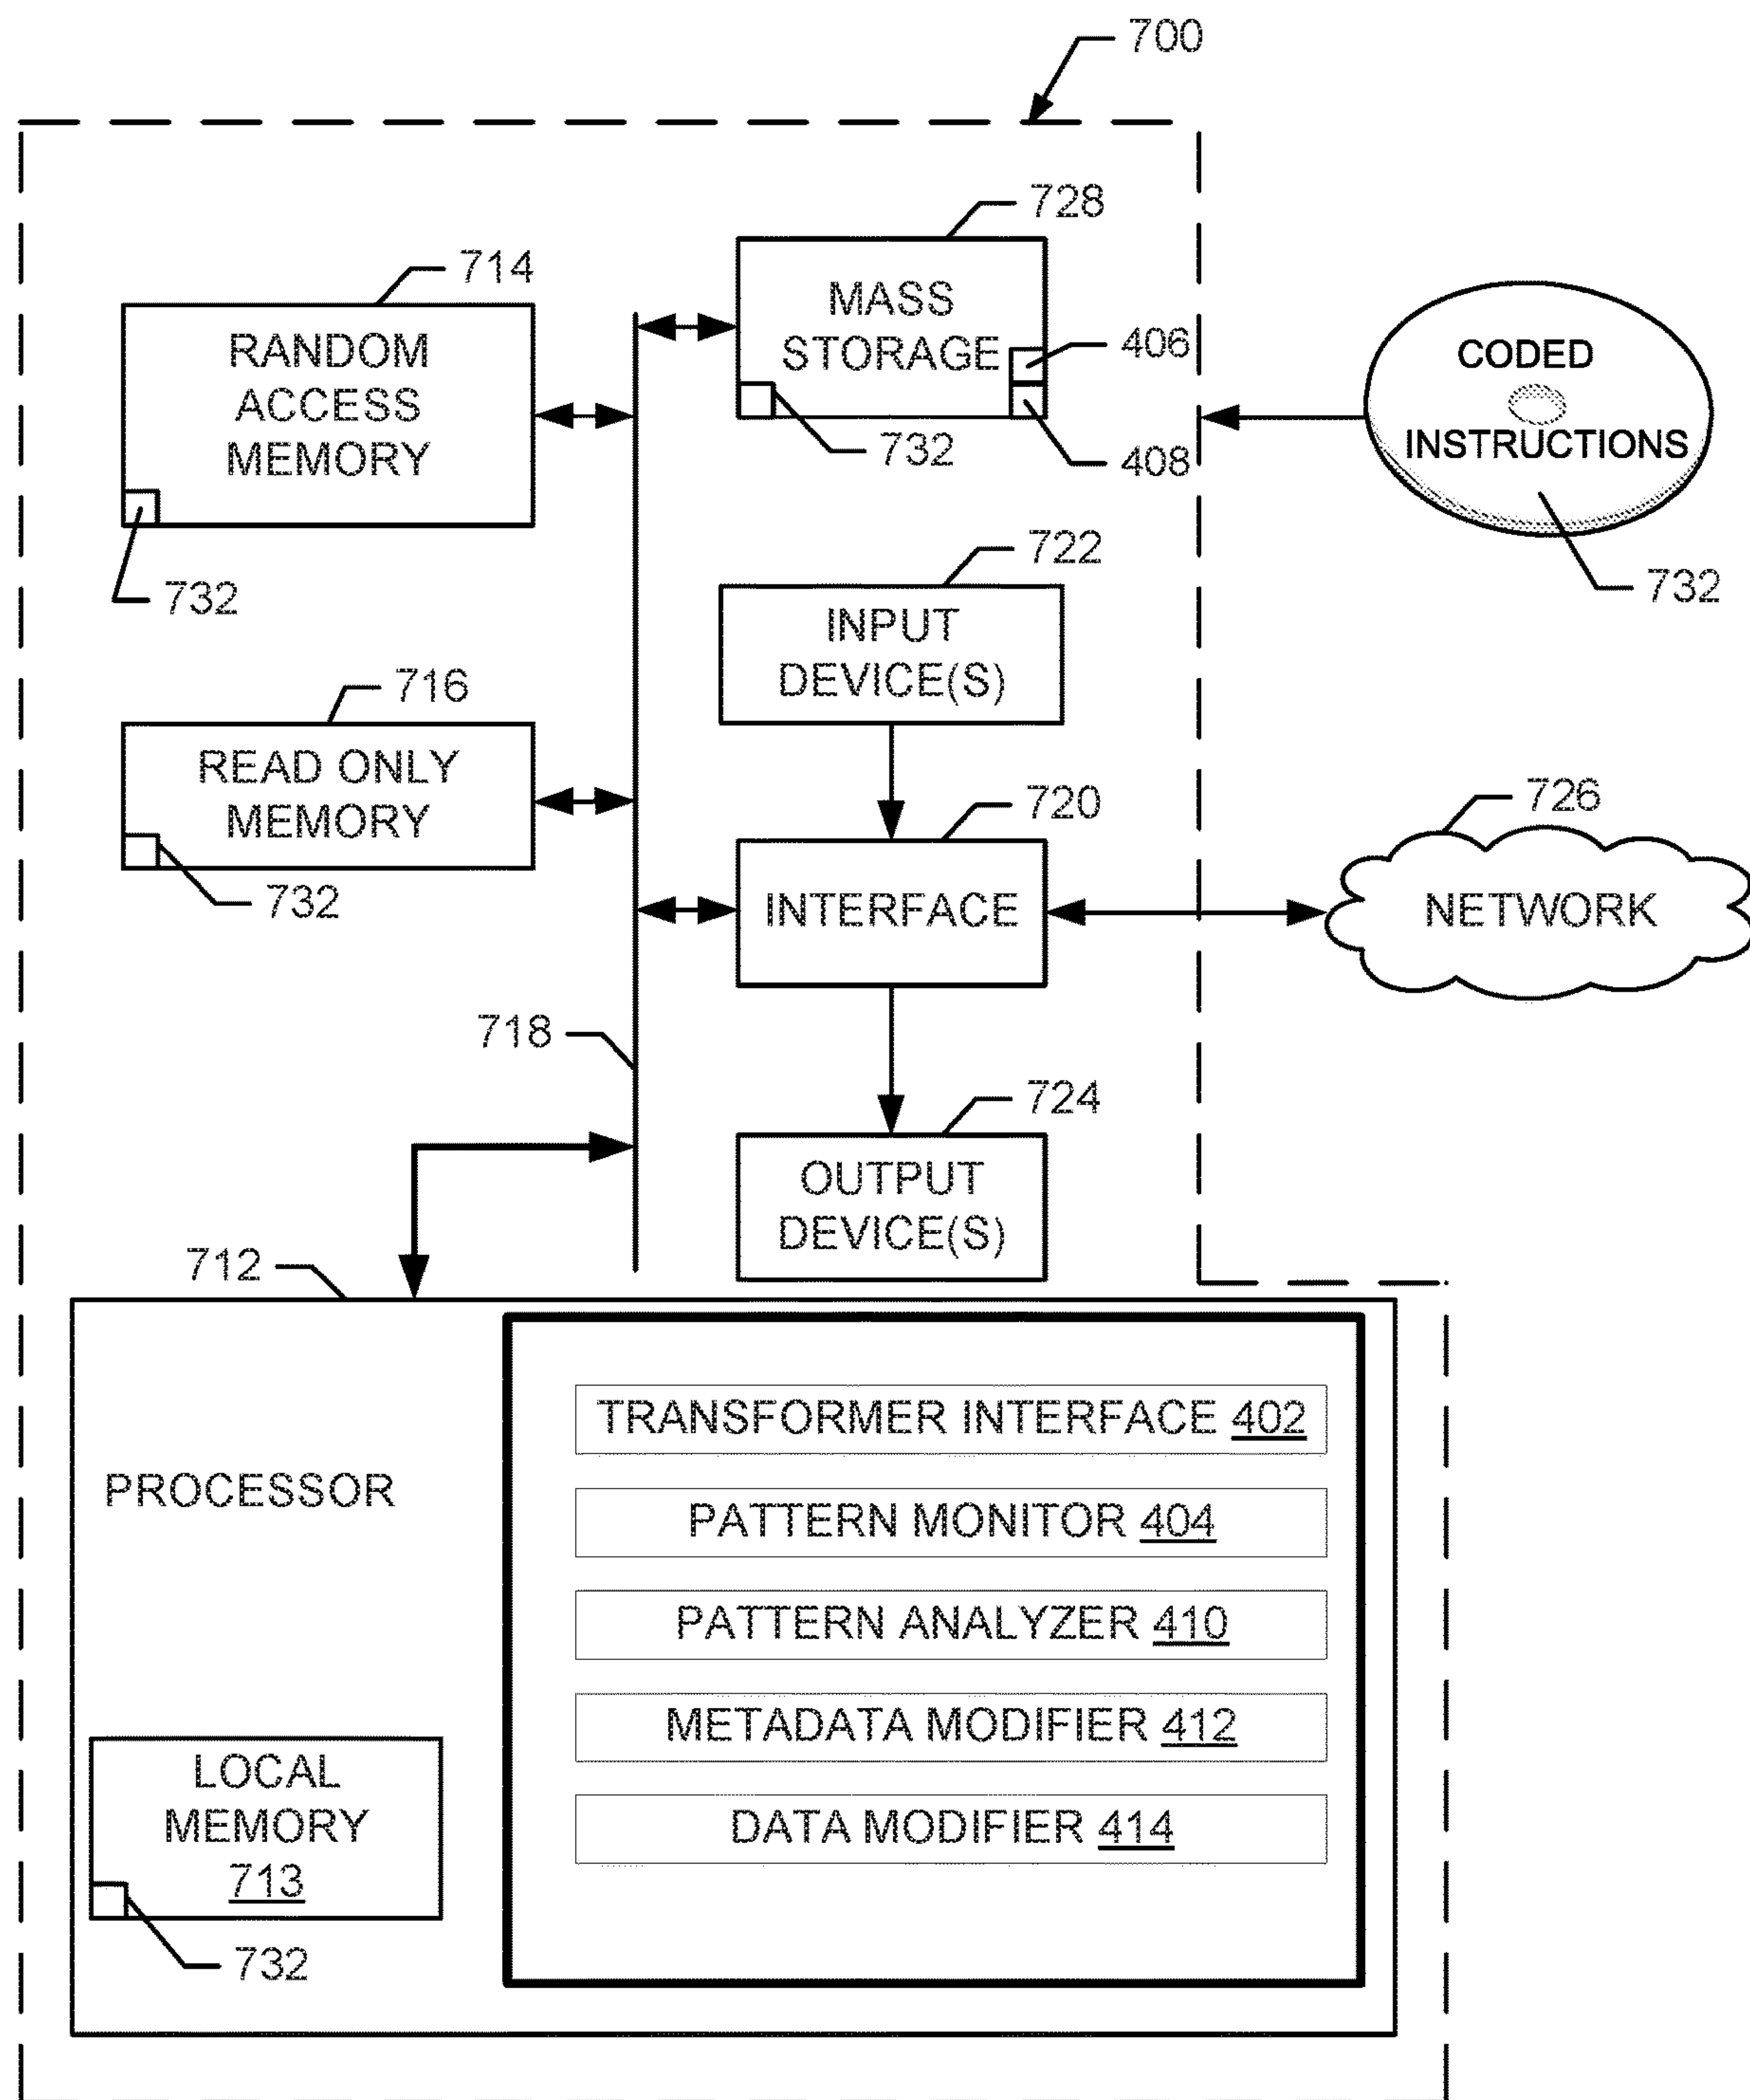 700
728
714
MASS
STORAGE
406
408
732
RANDOM
ACCESS
MEMORY
732
CODED
INSTRUCTIONS
732
722
INPUT
DEVICE(S)
716
READ ONLY
MEMORY
732
720
INTERFACE
726
NETWORK
718
724
OUTPUT
DEVICE(S)
712
PROCESSOR
TRANSFORMER INTERFACE 402
PATTERN MONITOR 404
PATTERN ANALYZER 410
METADATA MODIFIER 412
DATA MODIFIER 414
LOCAL
MEMORY
713
732